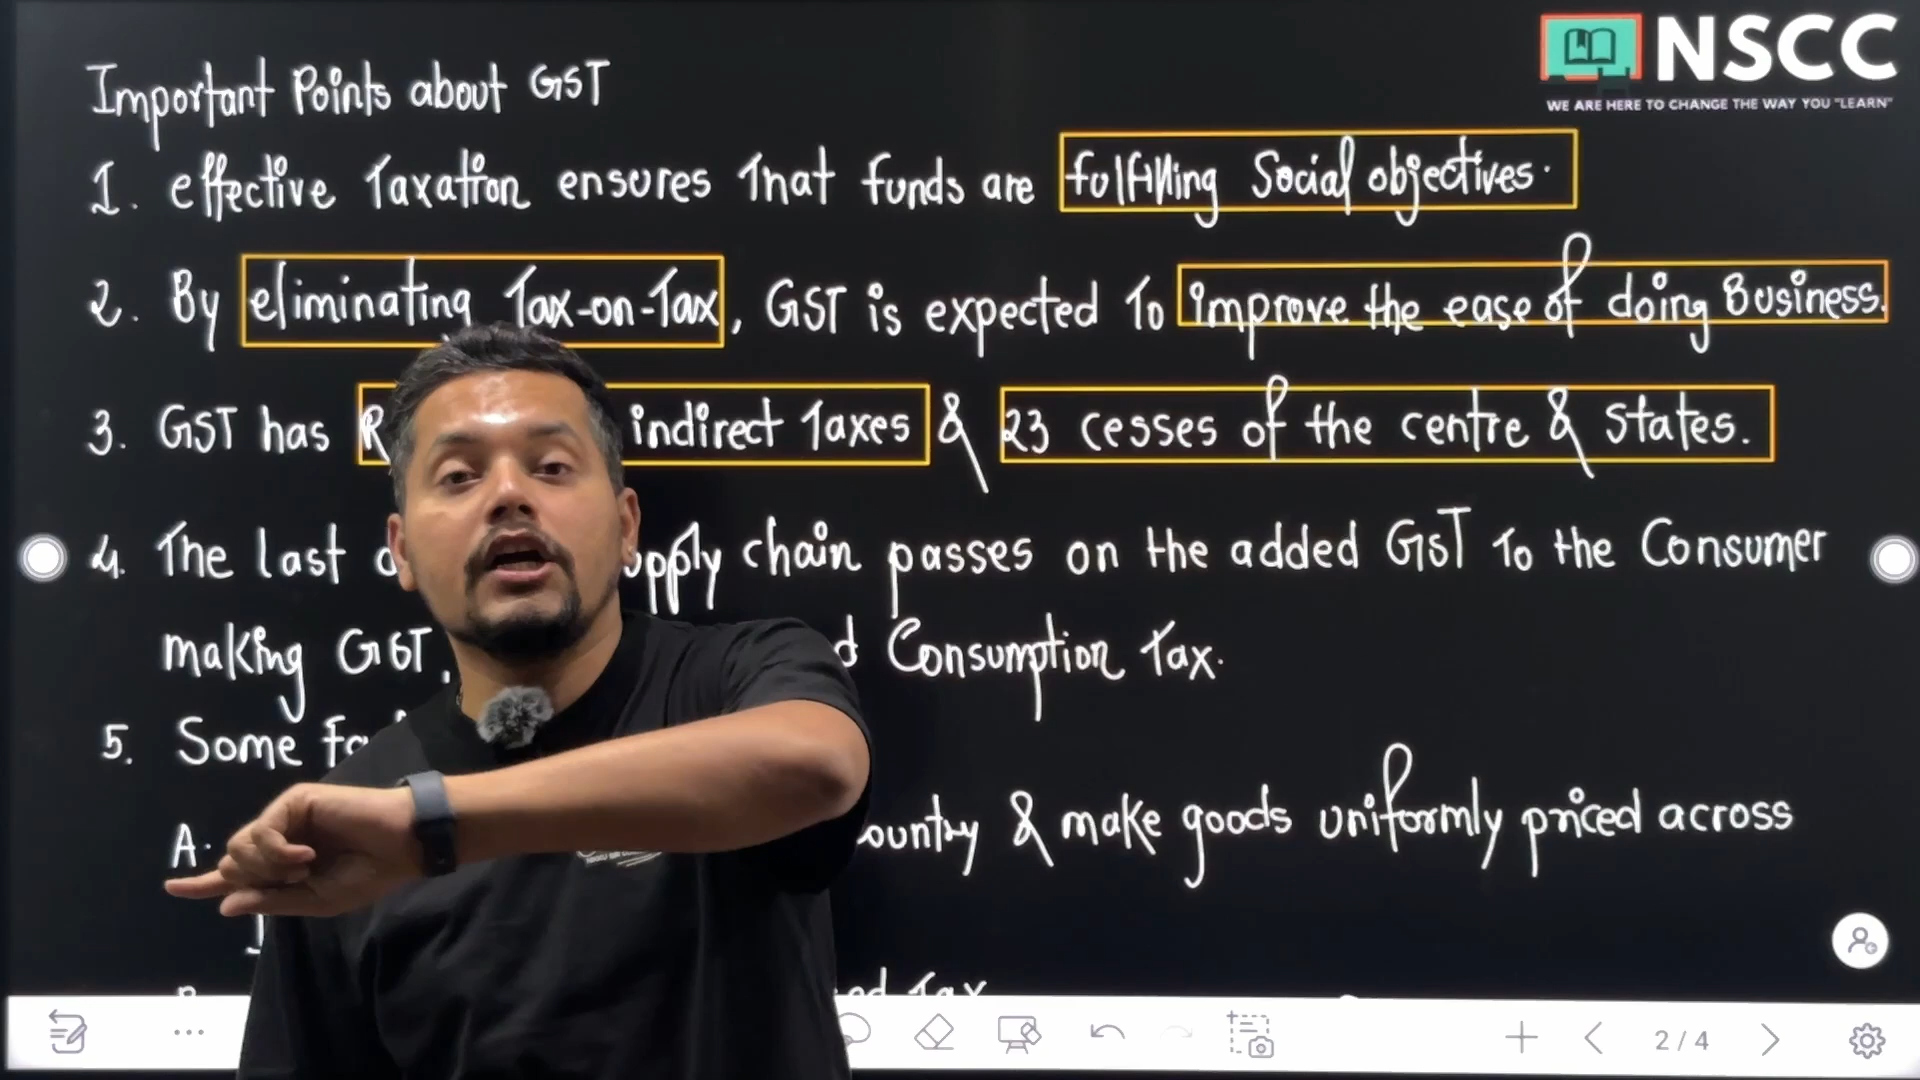 NSCC
WE ARE HERE TO CHANGE THE WAY YOU "LEARN"
Important Points about GST
1. effective Taxation ensures That funds are fulfilling Social objectives.
2. By eliminating Tax-on-Tax, GST is expected To improve the ease of doing Business.
3. GST has indirect Taxes & 23 cesses of the centre & States.
4. The last chain passes on the added GST To the Consumer
making GST, Consumption Tax.
5. Some
A. country & make goods uniformly priced across
Tax
2/4